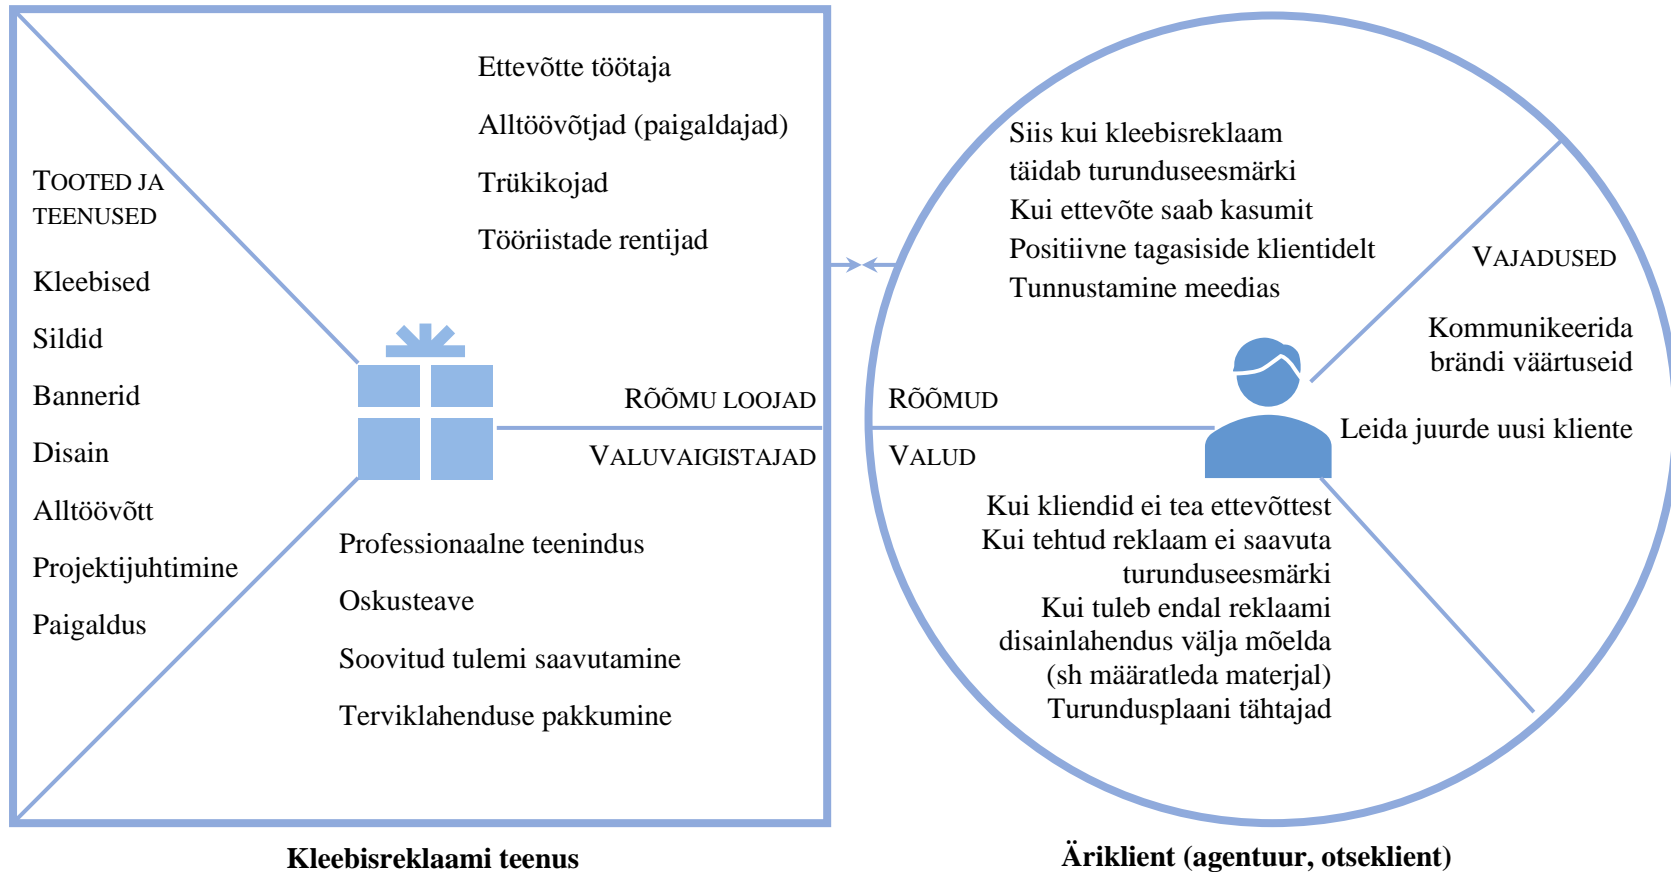 TOOTED JA
TEENUSED
Kleebised
Sildid
Bannerid
Disain
Alltöövõtt
Projektijuhtimine
Paigaldus
Ettevõtte töötaja
Alltöövõtjad (paigaldajad)
Trükikojad
Tööriistade rentijad
RÕÕMU LOOJAD
VALUVAIGISTAJAD
Professionaalne teenindus
Oskusteave
Soovitud tulemi saavutamine
Terviklahenduse pakkumine
Kleebisreklaami teenus
Siis kui kleebisreklaam
täidab turunduseesmärki
Kui ettevõte saab kasumit
Positiivne tagasiside klientidelt
Tunnustamine meedias
RÕÕMUD
VALUD
Kui kliendid ei tea ettevõttest
Kui tehtud reklaam ei saavuta
turunduseesmärki
Kui tuleb endal reklaami
disainlahendus välja mõelda
(sh määratleda materjal)
Turundusplaani tähtajad
VAJADUSED
Kommunikeerida
brändi väärtuseid
Leida juurde uusi kliente
Äriklient (agentuur, otseklient)